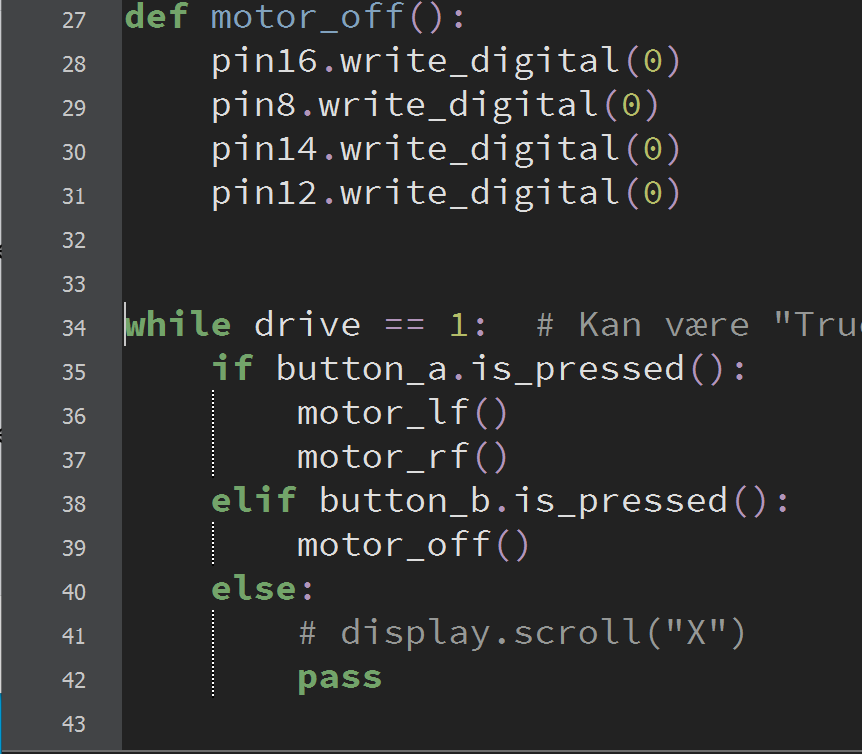 27 def motor_off():
28     pin16.write_digital(0)
29     pin8.write_digital(0)
30     pin14.write_digital(0)
31     pin12.write_digital(0)
32
33
34 while drive == 1:  # Kan være "Tru
35     if button_a.is_pressed():
36         motor_lf()
37         motor_rf()
38     elif button_b.is_pressed():
39         motor_off()
40     else:
41         # display.scroll("X")
42         pass
43